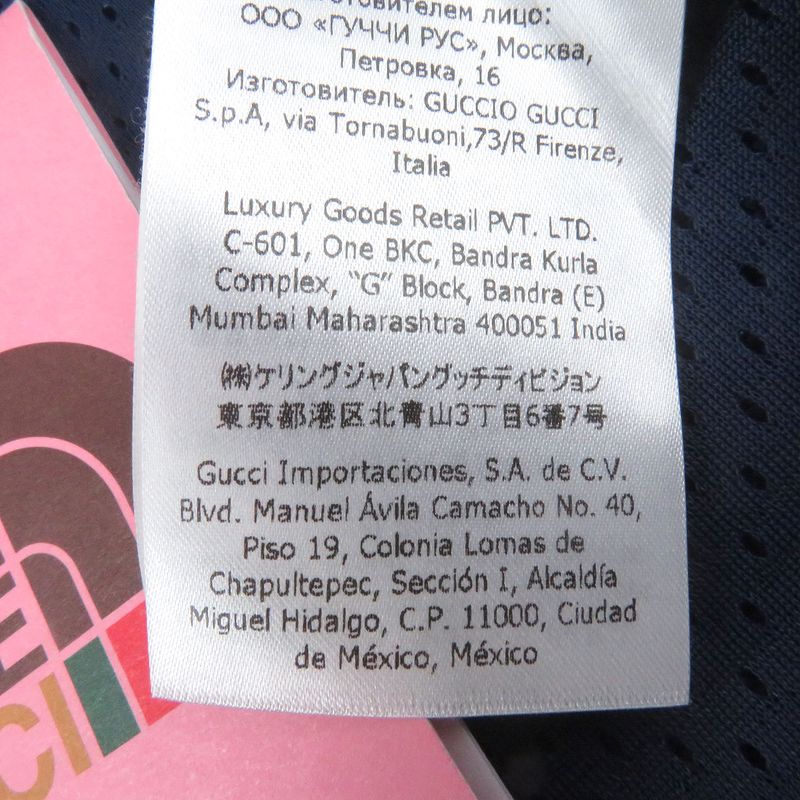 лицо:
ООО «ГУЧЧИ РУС», Москва,
Петровка, 16
Изготовитель: GUCCIO GUCCI
S.p.A, via Tornabuoni,73/R Firenze,
Italia
Luxury Goods Retail PVT. LTD.
C-601, One BKC, Bandra Kurla
Complex, “G” Block, Bandra (E)
Mumbai Maharashtra 400051 India
(株)ケリングジャパングッチディビジョン
東京都港区北青山3丁目6番7号
Gucci Importaciones, S.A. de C.V.
Blvd. Manuel Ávila Camacho No. 40,
Piso 19, Colonia Lomas de
Chapultepec, Sección I, Alcaldía
Miguel Hidalgo, C.P. 11000, Ciudad
de México, México